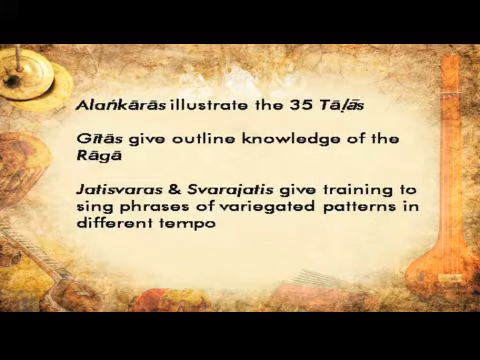 Alaṅkārās illustrate the 35 Tāḷās
Gītās give outline knowledge of the
Rāgā
Jatisvaras & Svarajatis give training to
sing phrases of variegated patterns in
different tempo